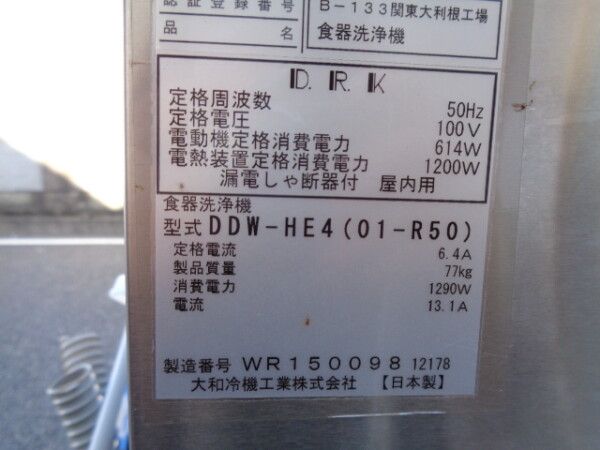 認証登録番号
B-133関東大利根工場
品名
食器洗浄機
D.R.K
定格周波数 50Hz
定格電圧 100V
電動機定格消費電力 614W
電熱装置定格消費電力 1200W
漏電しゃ断器付 屋内用
食器洗浄機
型式 DDW-HE4(01-R50)
定格電流 6.4A
製品質量 77kg
消費電力 1290W
電流 13.1A
製造番号 WR150098 12178
大和冷機工業株式会社 【日本製】